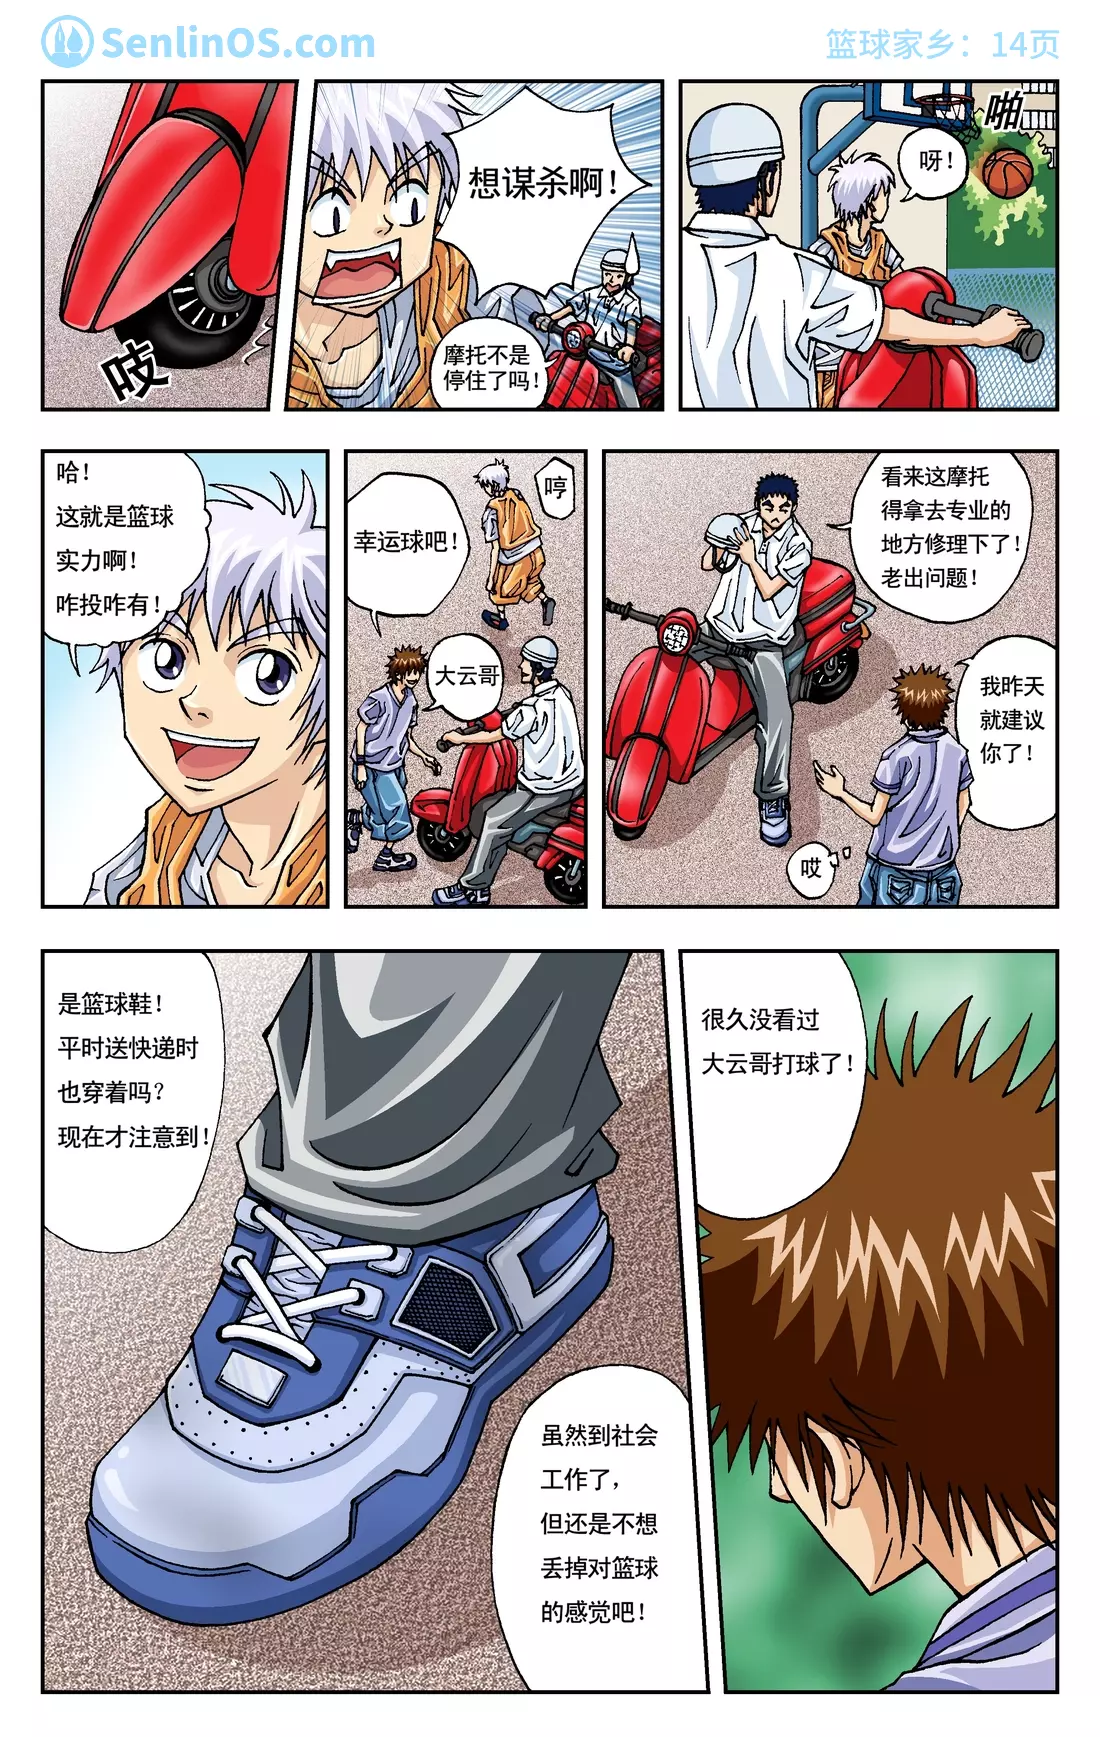 SenlinOS.com
篮球家乡：14页
吱
想谋杀啊！
摩托不是
停住了吗！
啪
呀！
哈！
这就是篮球
实力啊！
咋投咋有！
哼
幸运球吧！
大云哥
看来这摩托
得拿去专业的
地方修理下了！
老出问题！
我昨天
就建议
你了！
哎
是篮球鞋！
平时送快递时
也穿着吗？
现在才注意到！
虽然到社会
工作了，
但还是不想
丢掉对篮球
的感觉吧！
很久没看过
大云哥打球了！